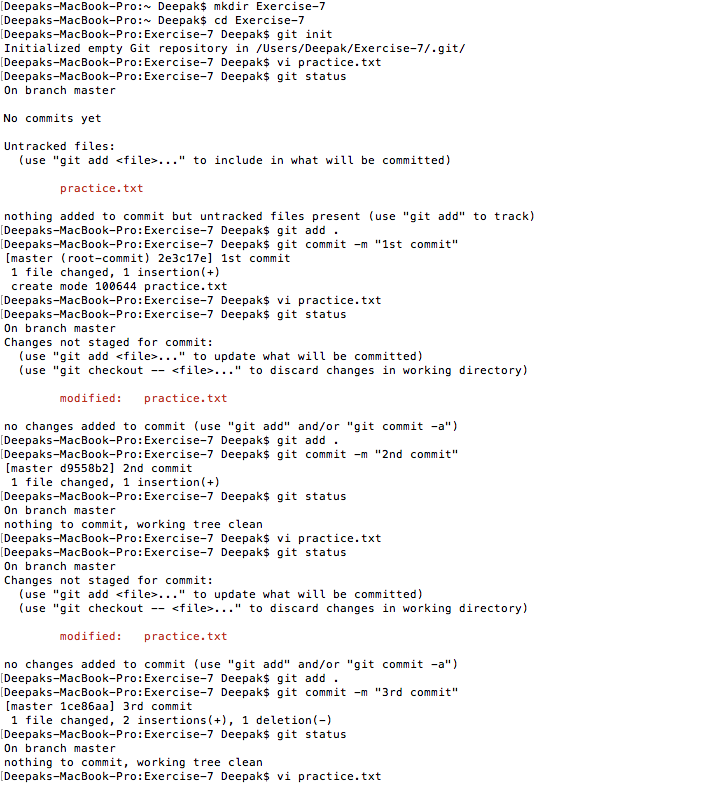 [Deepaks-MacBook-Pro:~ Deepak$ mkdir Exercise-7
[Deepaks-MacBook-Pro:~ Deepak$ cd Exercise-7
[Deepaks-MacBook-Pro:Exercise-7 Deepak$ git init
Initialized empty Git repository in /Users/Deepak/Exercise-7/.git/
[Deepaks-MacBook-Pro:Exercise-7 Deepak$ vi practice.txt
[Deepaks-MacBook-Pro:Exercise-7 Deepak$ git status
On branch master

No commits yet

Untracked files:
  (use "git add <file>..." to include in what will be committed)

        practice.txt

nothing added to commit but untracked files present (use "git add" to track)
[Deepaks-MacBook-Pro:Exercise-7 Deepak$ git add .
[Deepaks-MacBook-Pro:Exercise-7 Deepak$ git commit -m "1st commit"
[master (root-commit) 2e3c17e] 1st commit
 1 file changed, 1 insertion(+)
 create mode 100644 practice.txt
[Deepaks-MacBook-Pro:Exercise-7 Deepak$ vi practice.txt
[Deepaks-MacBook-Pro:Exercise-7 Deepak$ git status
On branch master
Changes not staged for commit:
  (use "git add <file>..." to update what will be committed)
  (use "git checkout -- <file>..." to discard changes in working directory)

        modified:   practice.txt

no changes added to commit (use "git add" and/or "git commit -a")
[Deepaks-MacBook-Pro:Exercise-7 Deepak$ git add .
[Deepaks-MacBook-Pro:Exercise-7 Deepak$ git commit -m "2nd commit"
[master d9558b2] 2nd commit
 1 file changed, 1 insertion(+)
[Deepaks-MacBook-Pro:Exercise-7 Deepak$ git status
On branch master
nothing to commit, working tree clean
[Deepaks-MacBook-Pro:Exercise-7 Deepak$ vi practice.txt
[Deepaks-MacBook-Pro:Exercise-7 Deepak$ git status
On branch master
Changes not staged for commit:
  (use "git add <file>..." to update what will be committed)
  (use "git checkout -- <file>..." to discard changes in working directory)

        modified:   practice.txt

no changes added to commit (use "git add" and/or "git commit -a")
[Deepaks-MacBook-Pro:Exercise-7 Deepak$ git add .
[Deepaks-MacBook-Pro:Exercise-7 Deepak$ git commit -m "3rd commit"
[master 1ce86aa] 3rd commit
 1 file changed, 2 insertions(+), 1 deletion(-)
[Deepaks-MacBook-Pro:Exercise-7 Deepak$ git status
On branch master
nothing to commit, working tree clean
[Deepaks-MacBook-Pro:Exercise-7 Deepak$ vi practice.txt